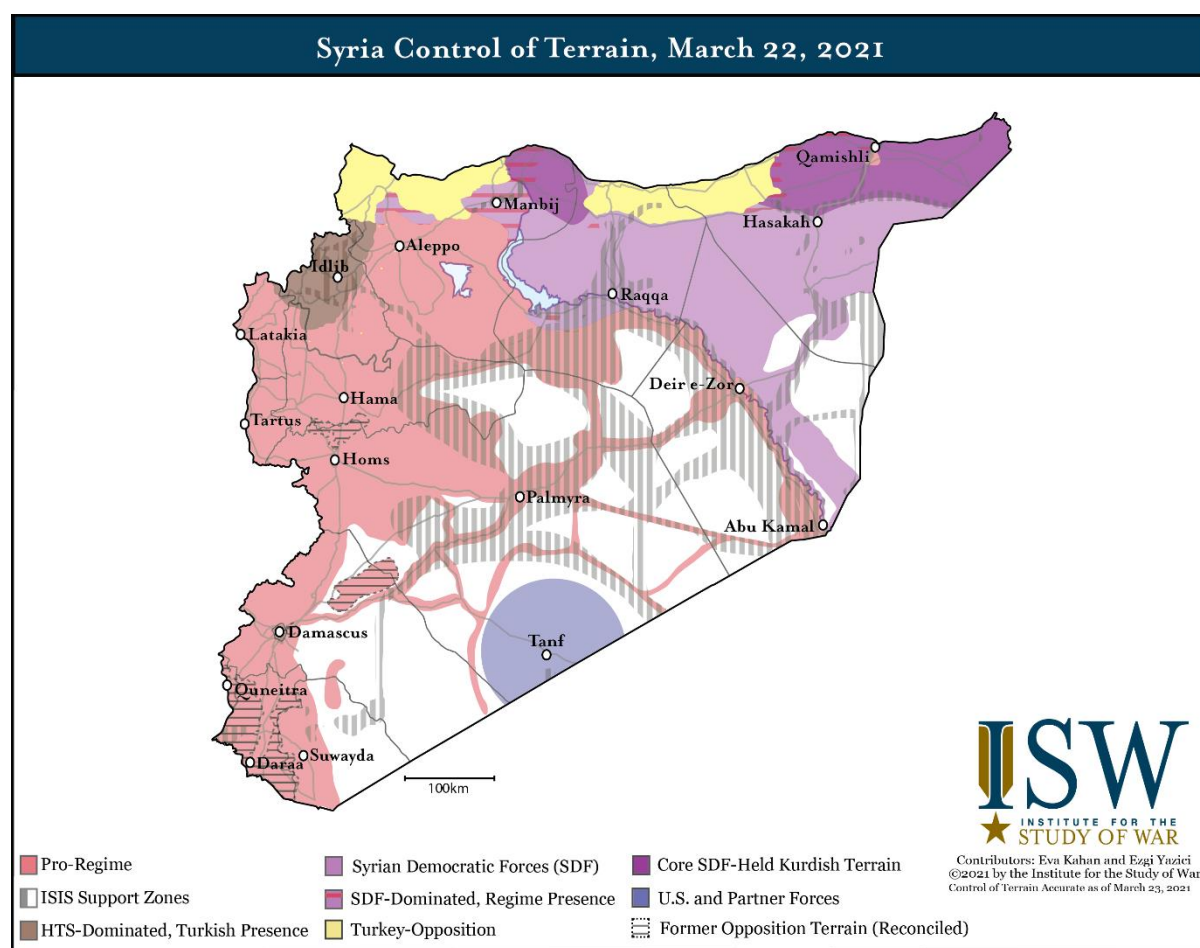 Syria Control of Terrain, March 22, 2021
Qamishli
Manbij
Hasakah
Aleppo
Idlib
Raqqa
Latakia
Deir e-Zor
Hama
Tartus
Homs
Palmyra
Abu Kamal
Damascus
Tanf
Quneitra
Suwayda
Daraa
100km
ISW
INSTITUTE FOR THE
STUDY OF WAR
Contributors: Eva Kahan and Ezgi Yazici
©2021 by the Institute for the Study of War
Control of Terrain Accurate as of March 23, 2021
Pro-Regime
Syrian Democratic Forces (SDF)
Core SDF-Held Kurdish Terrain
ISIS Support Zones
SDF-Dominated, Regime Presence
U.S. and Partner Forces
HTS-Dominated, Turkish Presence
Turkey-Opposition
Former Opposition Terrain (Reconciled)